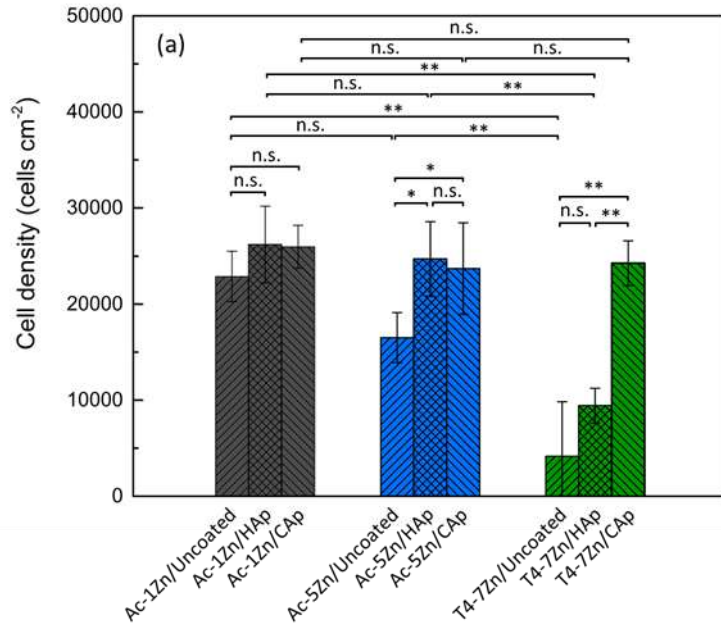 (a)
Cell density (cells cm⁻²)
50000
40000
30000
20000
10000
0
n.s.
n.s. n.s.
**
n.s. **
**
n.s. **
n.s.
n.s.
*
* n.s.
**
n.s. **
Ac-1Zn/Uncoated
Ac-1Zn/HAp
Ac-1Zn/CAp
Ac-5Zn/Uncoated
Ac-5Zn/HAp
Ac-5Zn/CAp
T4-7Zn/Uncoated
T4-7Zn/HAp
T4-7Zn/CAp